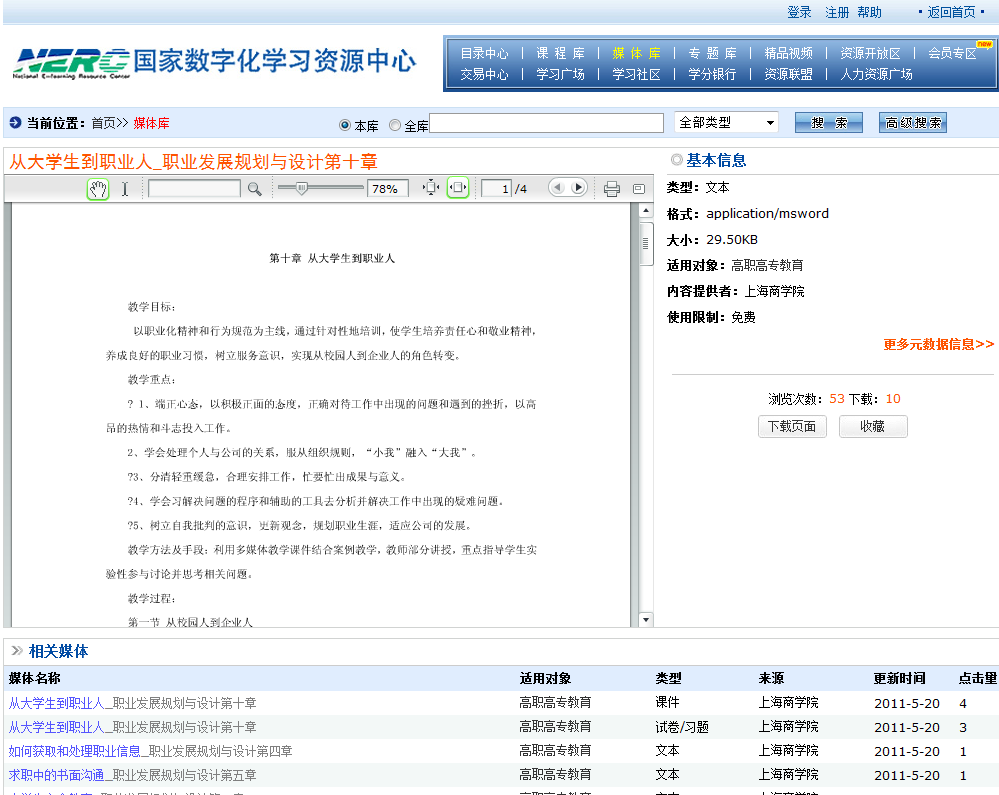 登录 注册 帮助 ·返回首页·
NERC 国家数字化学习资源中心
National E-learning Resource Center
目录中心 | 课 程 库 | 媒 体 库 | 专 题 库 | 精品视频 | 资源开放区 | 会员专区 new
交易中心 | 学习广场 | 学习社区 | 学分银行 | 资源联盟 | 人力资源广场
当前位置：首页>> 媒体库 本库 全库 全部类型 搜 索 高级搜索
从大学生到职业人_职业发展规划与设计第十章
78% 1 /4
第十章 从大学生到职业人
教学目标：
以职业化精神和行为规范为主线，通过针对性地培训，使学生培养责任心和敬业精神，
养成良好的职业习惯，树立服务意识，实现从校园人到企业人的角色转变。
教学重点：
? 1、端正心态，以积极正面的态度，正确对待工作中出现的问题和遇到的挫折，以高
昂的热情和斗志投入工作。
2、学会处理个人与公司的关系，服从组织规则，“小我”融入“大我”。
?3、分清轻重缓急，合理安排工作，忙要忙出成果与意义。
?4、学会习解决问题的程序和辅助的工具去分析并解决工作中出现的疑难问题。
?5、树立自我批判的意识，更新观念，规划职业生涯，适应公司的发展。
教学方法及手段：利用多媒体教学课件结合案例教学，教师部分讲授，重点指导学生实
验性参与讨论并思考相关问题。
教学过程：
第一节 从校园人到企业人
基本信息
类型：文本
格式：application/msword
大小：29.50KB
适用对象：高职高专教育
内容提供者：上海商学院
使用限制：免费
更多元数据信息>>
浏览次数：53 下载：10
下载页面 收藏
相关媒体
媒体名称 适用对象 类型 来源 更新时间 点击量
从大学生到职业人_职业发展规划与设计第十章 高职高专教育 课件 上海商学院 2011-5-20 4
从大学生到职业人_职业发展规划与设计第十章 高职高专教育 试卷/习题 上海商学院 2011-5-20 3
如何获取和处理职业信息_职业发展规划与设计第四章 高职高专教育 文本 上海商学院 2011-5-20 1
求职中的书面沟通_职业发展规划与设计第五章 高职高专教育 文本 上海商学院 2011-5-20 1